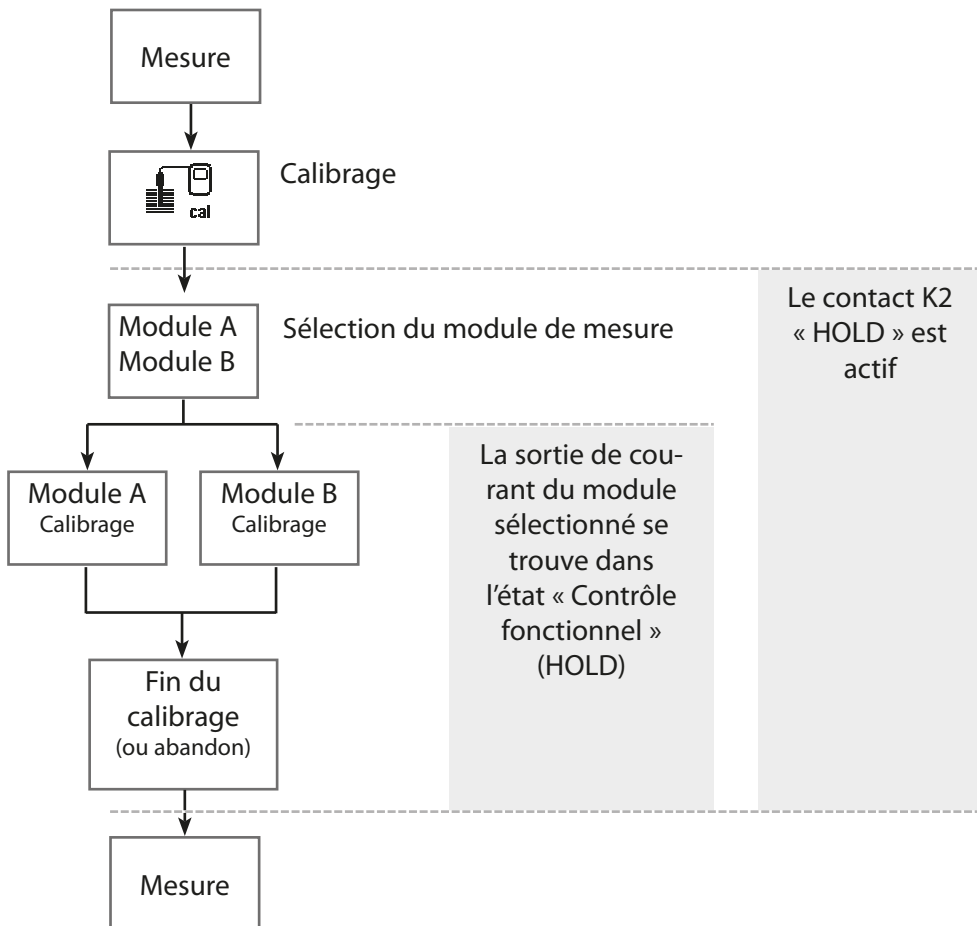 Mesure
cal
Calibrage
Module A
Module B
Sélection du module de mesure
Le contact K2
« HOLD » est
actif
Module A
Calibrage
Module B
Calibrage
La sortie de cou-
rant du module
sélectionné se
trouve dans
l'état « Contrôle
fonctionnel »
(HOLD)
Fin du
calibrage
(ou abandon)
Mesure